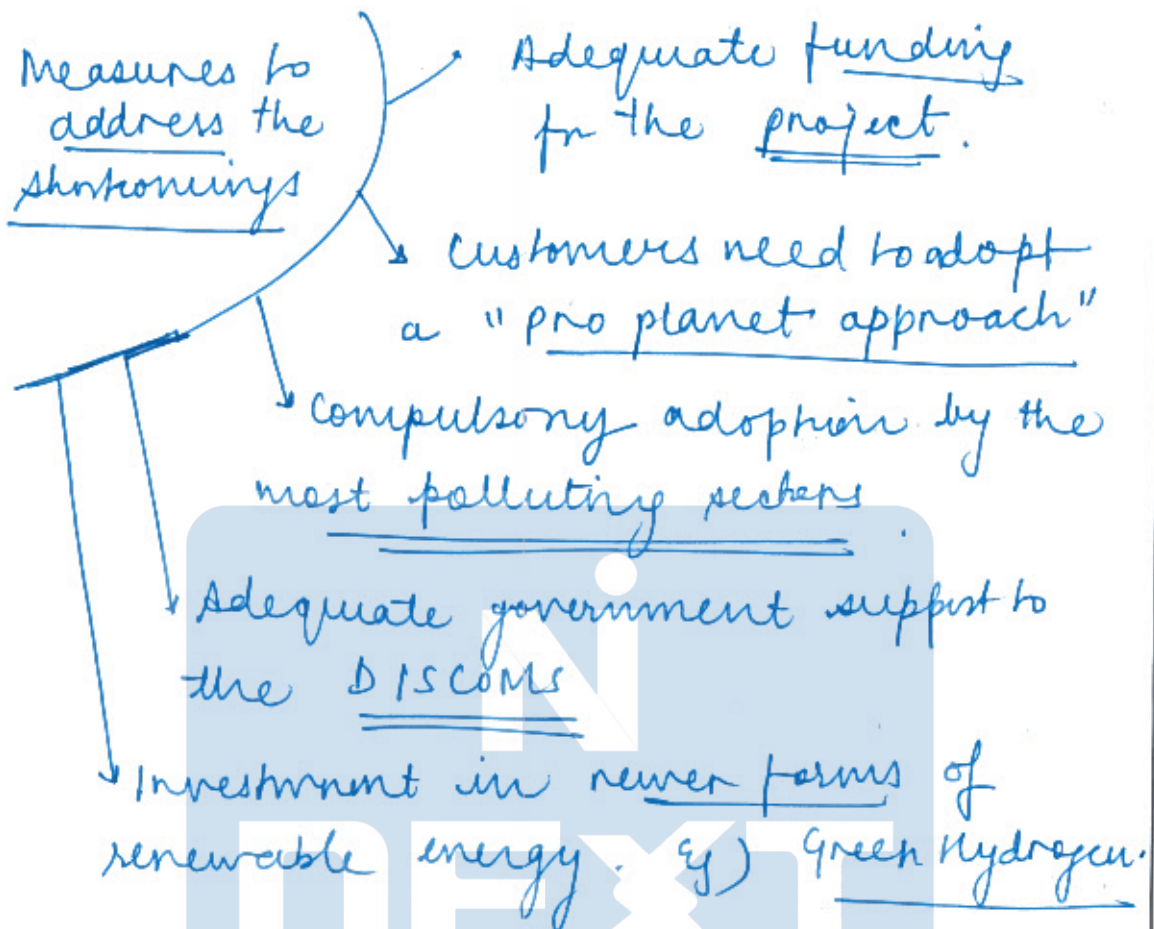 Measures to
address the
shortcomings
Adequate funding
for the project.
Customers need to adopt
a "pro planet approach"
Compulsory adoption by the
most polluting sectors.
Adequate government support to
the DISCOMS
Investment in newer forms of
renewable energy. Eg) Green Hydrogen.
NEXT